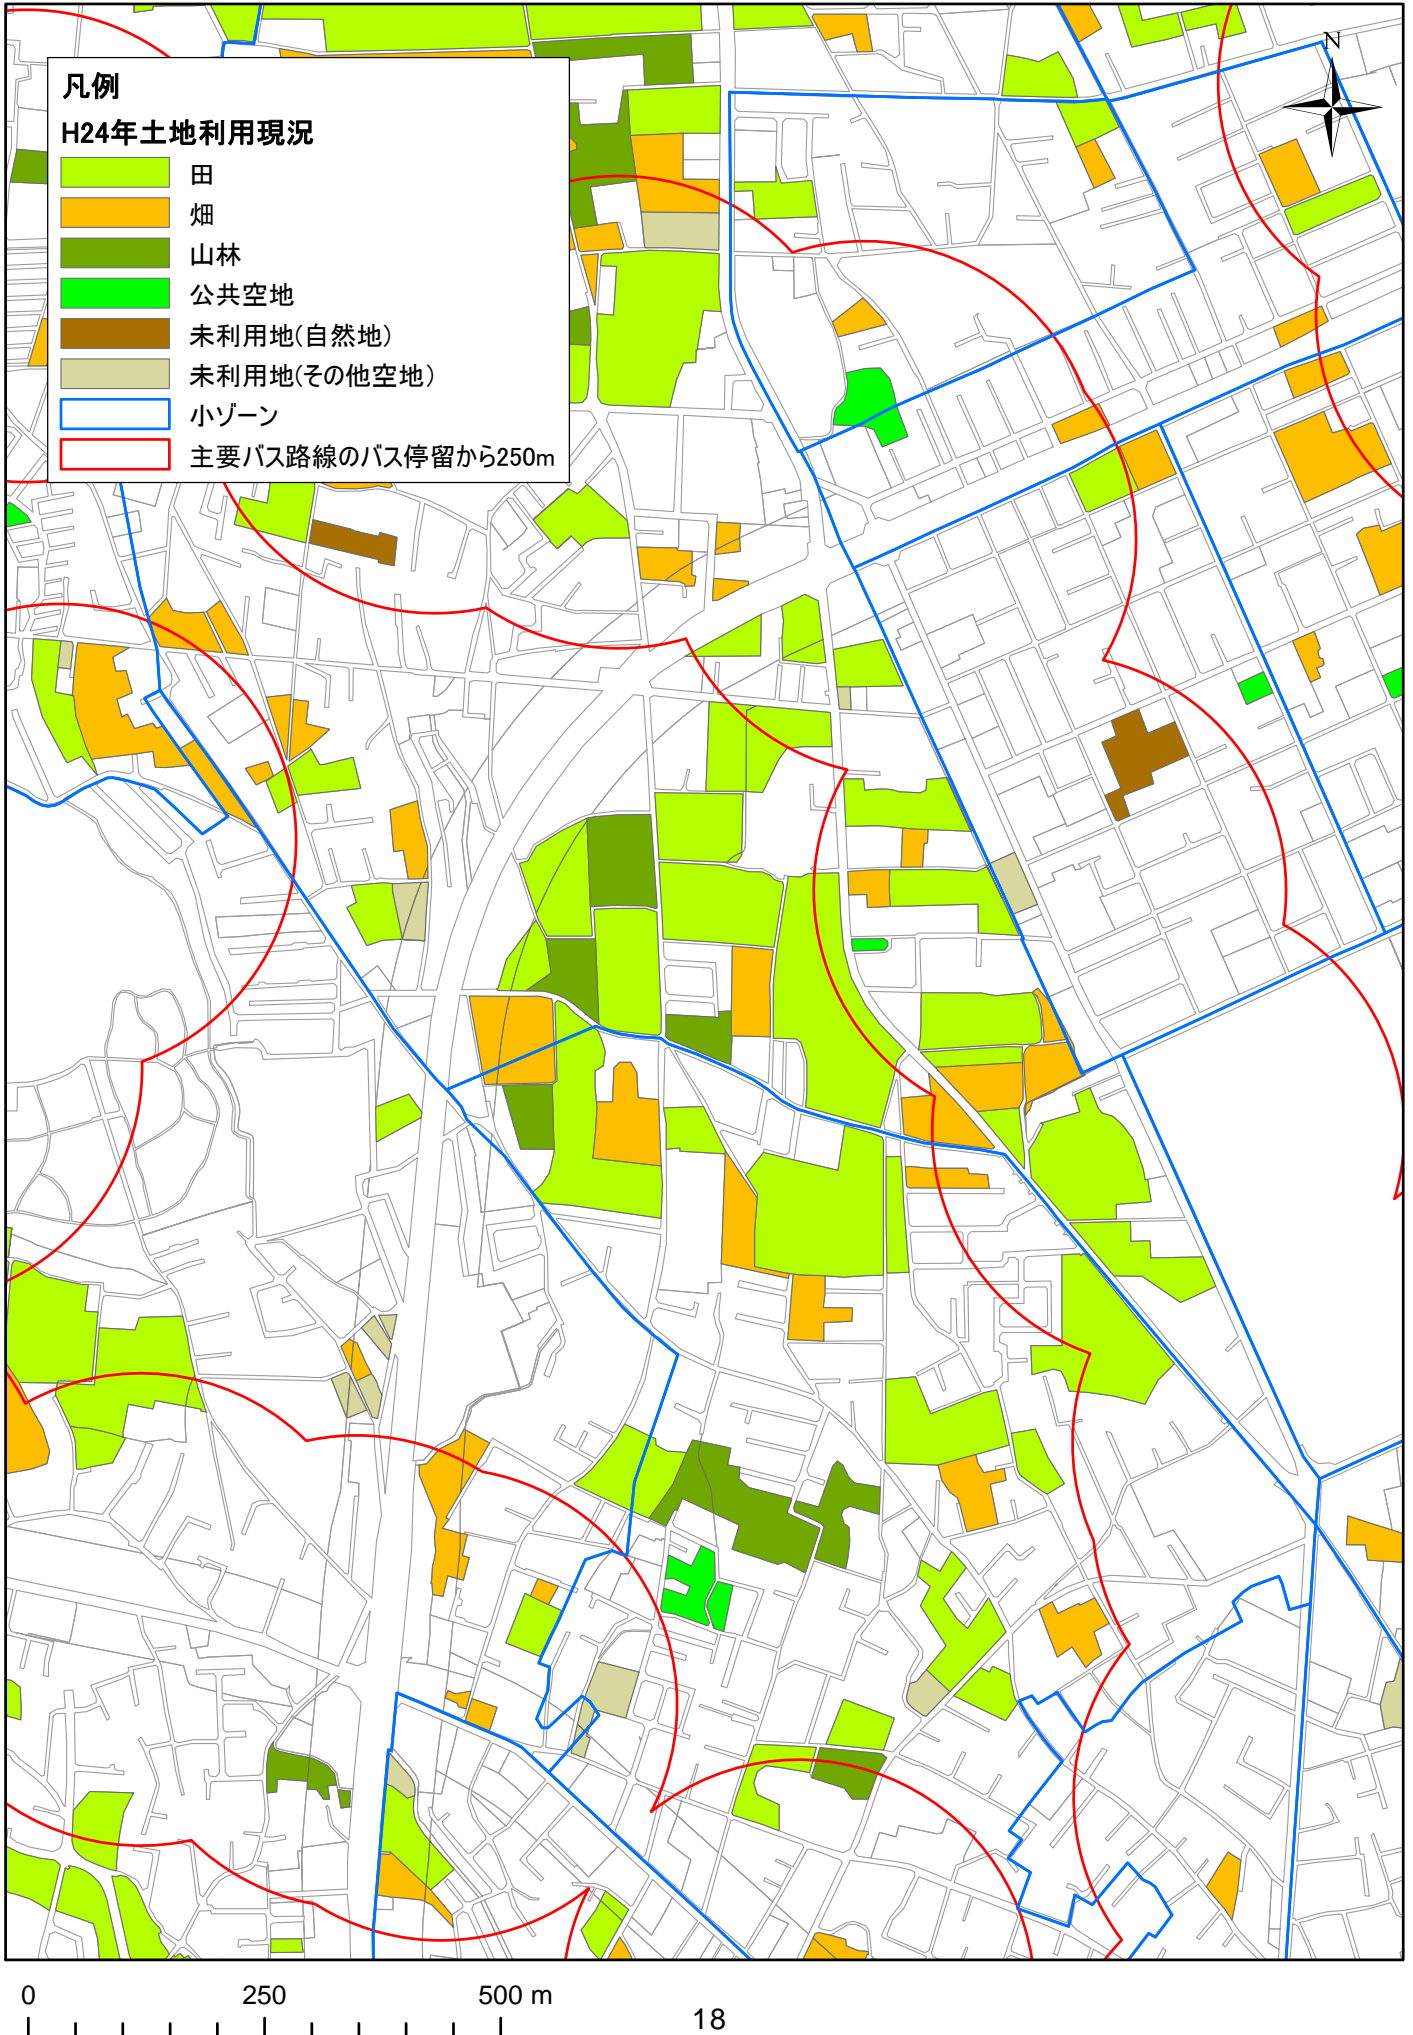 凡例
H24年土地利用現況
田
畑
山林
公共空地
未利用地(自然地)
未利用地(その他空地)
小ゾーン
主要バス路線のバス停留から250m
N
0 250 500 m
18